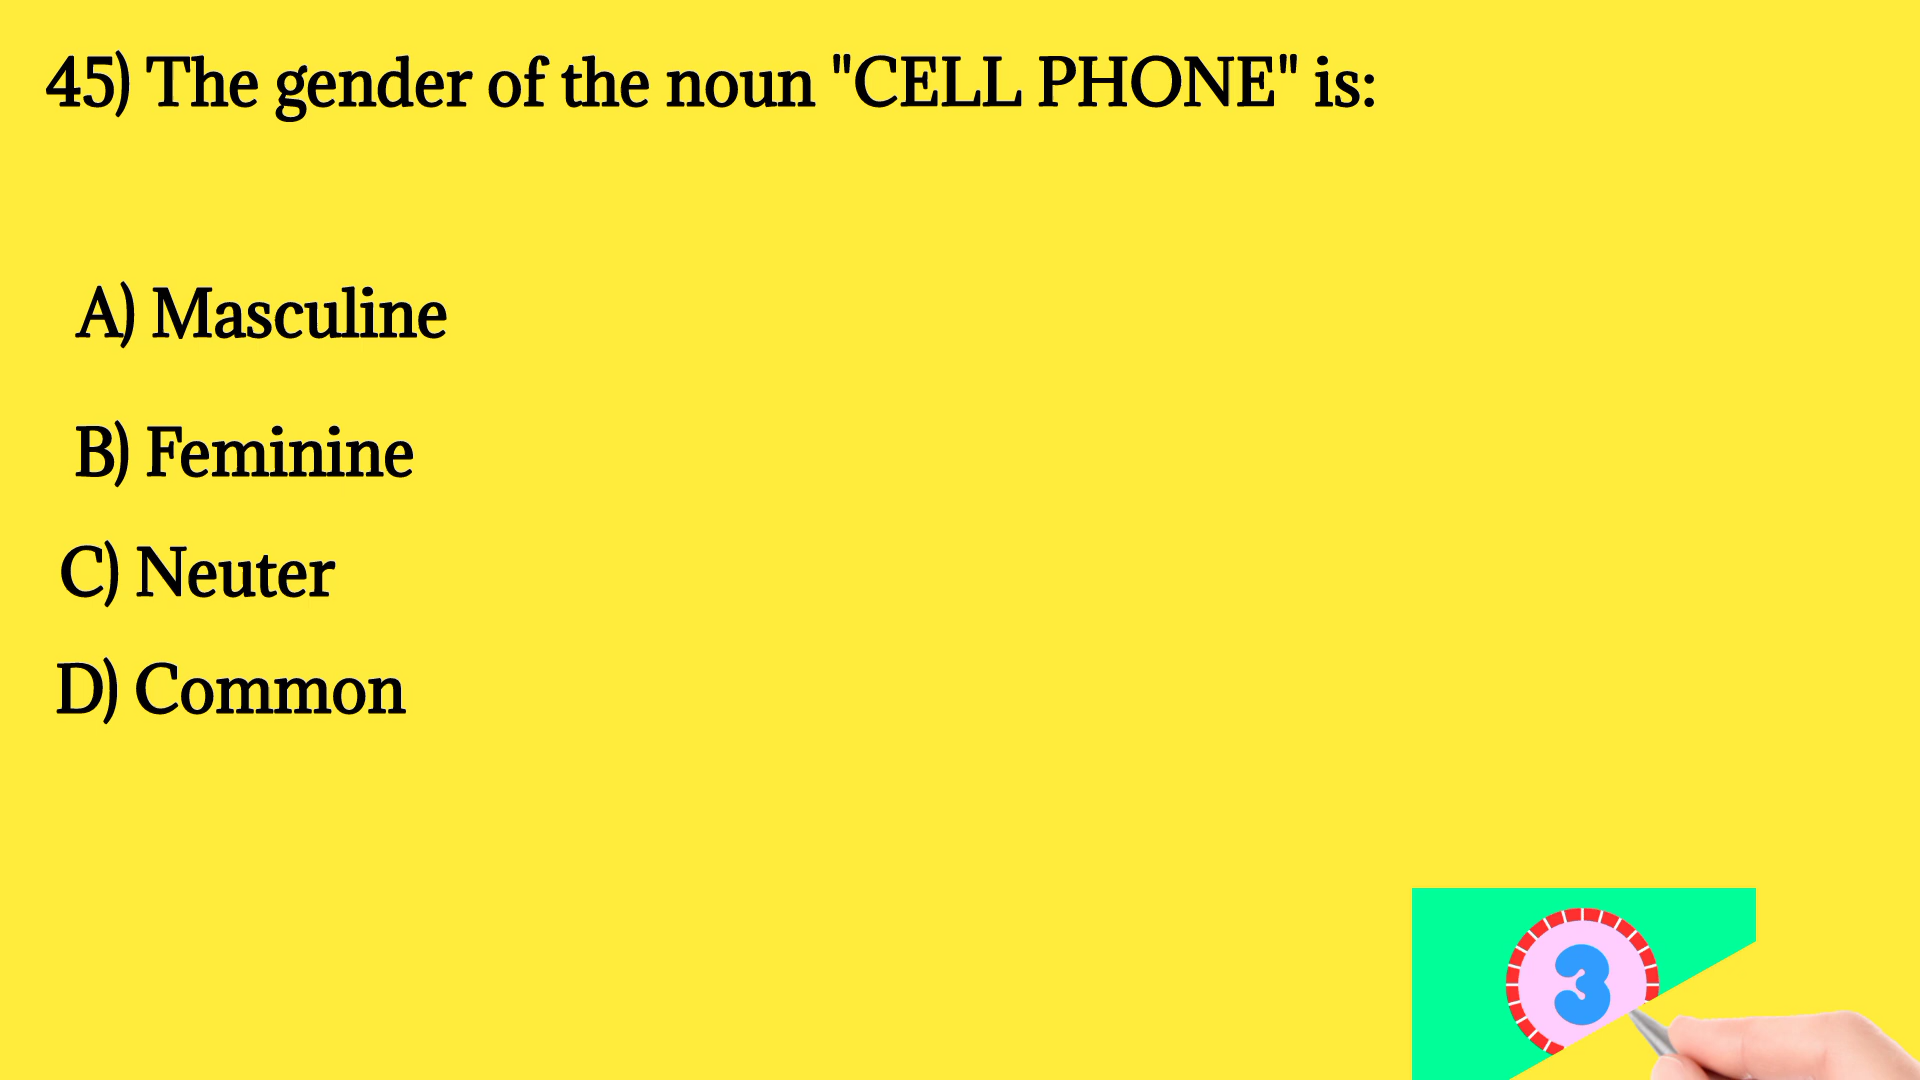 45) The gender of the noun "CELL PHONE" is:
A) Masculine
B) Feminine
C) Neuter
D) Common
3